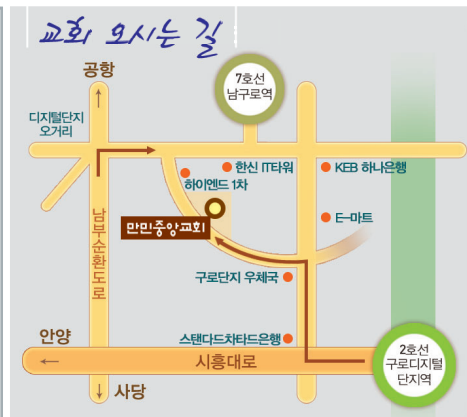 교회 오시는 길
공항
7호선
남구로역
디지털단지
오거리
한신 IT타워
KEB 하나은행
하이엔드 1차
E-마트
만민중앙교회
남부순환도로
구로단지 우체국
스탠다드차타드은행
안양
시흥대로
2호선
구로디지털
단지역
사당